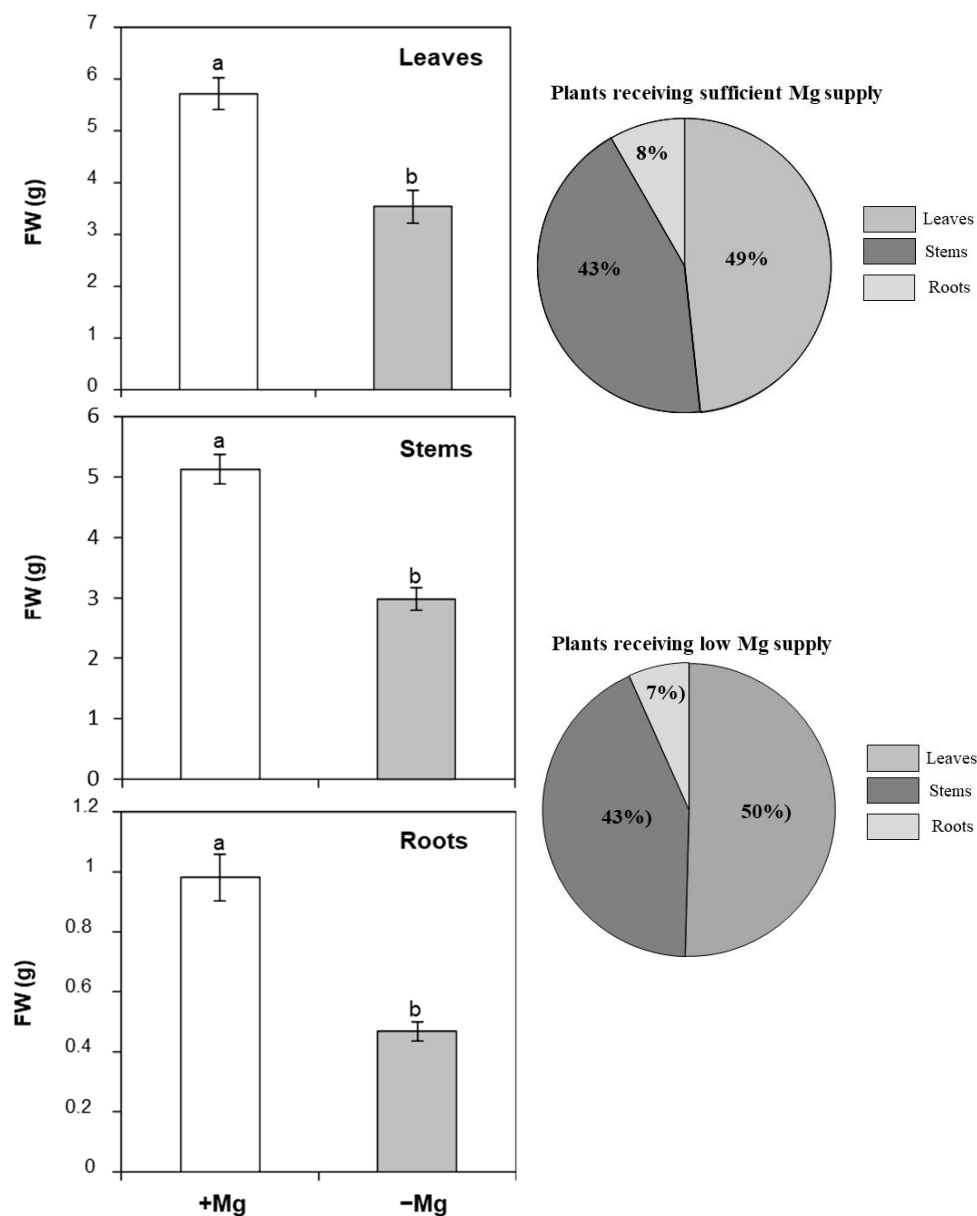 7
6
5
4
3
2
1
0
FW (g)
Leaves
a
b
6
5
4
3
2
1
0
FW (g)
Stems
a
b
1.2
1
0.8
0.6
0.4
0.2
0
FW (g)
Roots
a
b
+Mg
−Mg
Plants receiving sufficient Mg supply
8%
43%
49%
Leaves
Stems
Roots
Plants receiving low Mg supply
7%)
43%)
50%)
Leaves
Stems
Roots